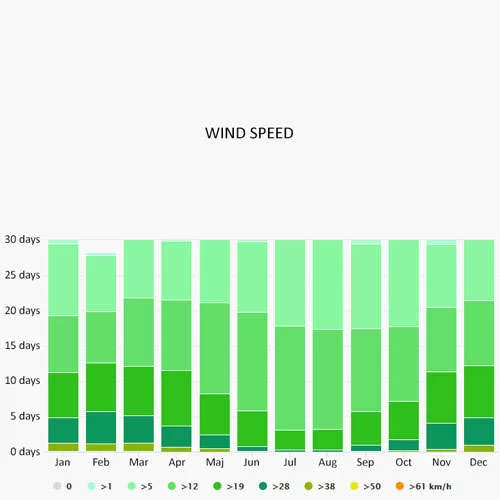 WIND SPEED
30 days
25 days
20 days
15 days
10 days
5 days
0 days
Jan Feb Mar Apr Maj Jun Jul Aug Sep Oct Nov Dec
0 >1 >5 >12 >19 >28 >38 >50 >61 km/h